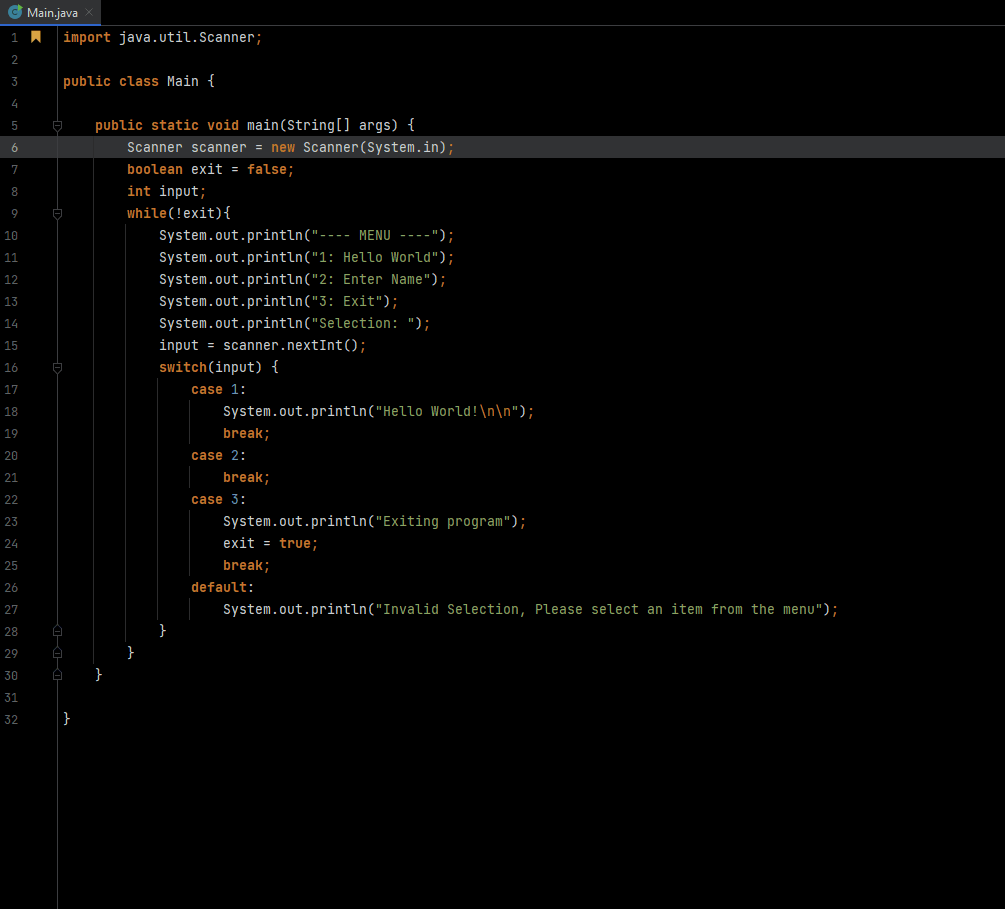 Main.java
1 import java.util.Scanner;
2
3 public class Main {
4
5     public static void main(String[] args) {
6         Scanner scanner = new Scanner(System.in);
7         boolean exit = false;
8         int input;
9         while(!exit){
10             System.out.println("---- MENU ----");
11             System.out.println("1: Hello World");
12             System.out.println("2: Enter Name");
13             System.out.println("3: Exit");
14             System.out.println("Selection: ");
15             input = scanner.nextInt();
16             switch(input) {
17                 case 1:
18                     System.out.println("Hello World!\n\n");
19                     break;
20                 case 2:
21                     break;
22                 case 3:
23                     System.out.println("Exiting program");
24                     exit = true;
25                     break;
26                 default:
27                     System.out.println("Invalid Selection, Please select an item from the menu");
28             }
29         }
30     }
31
32 }